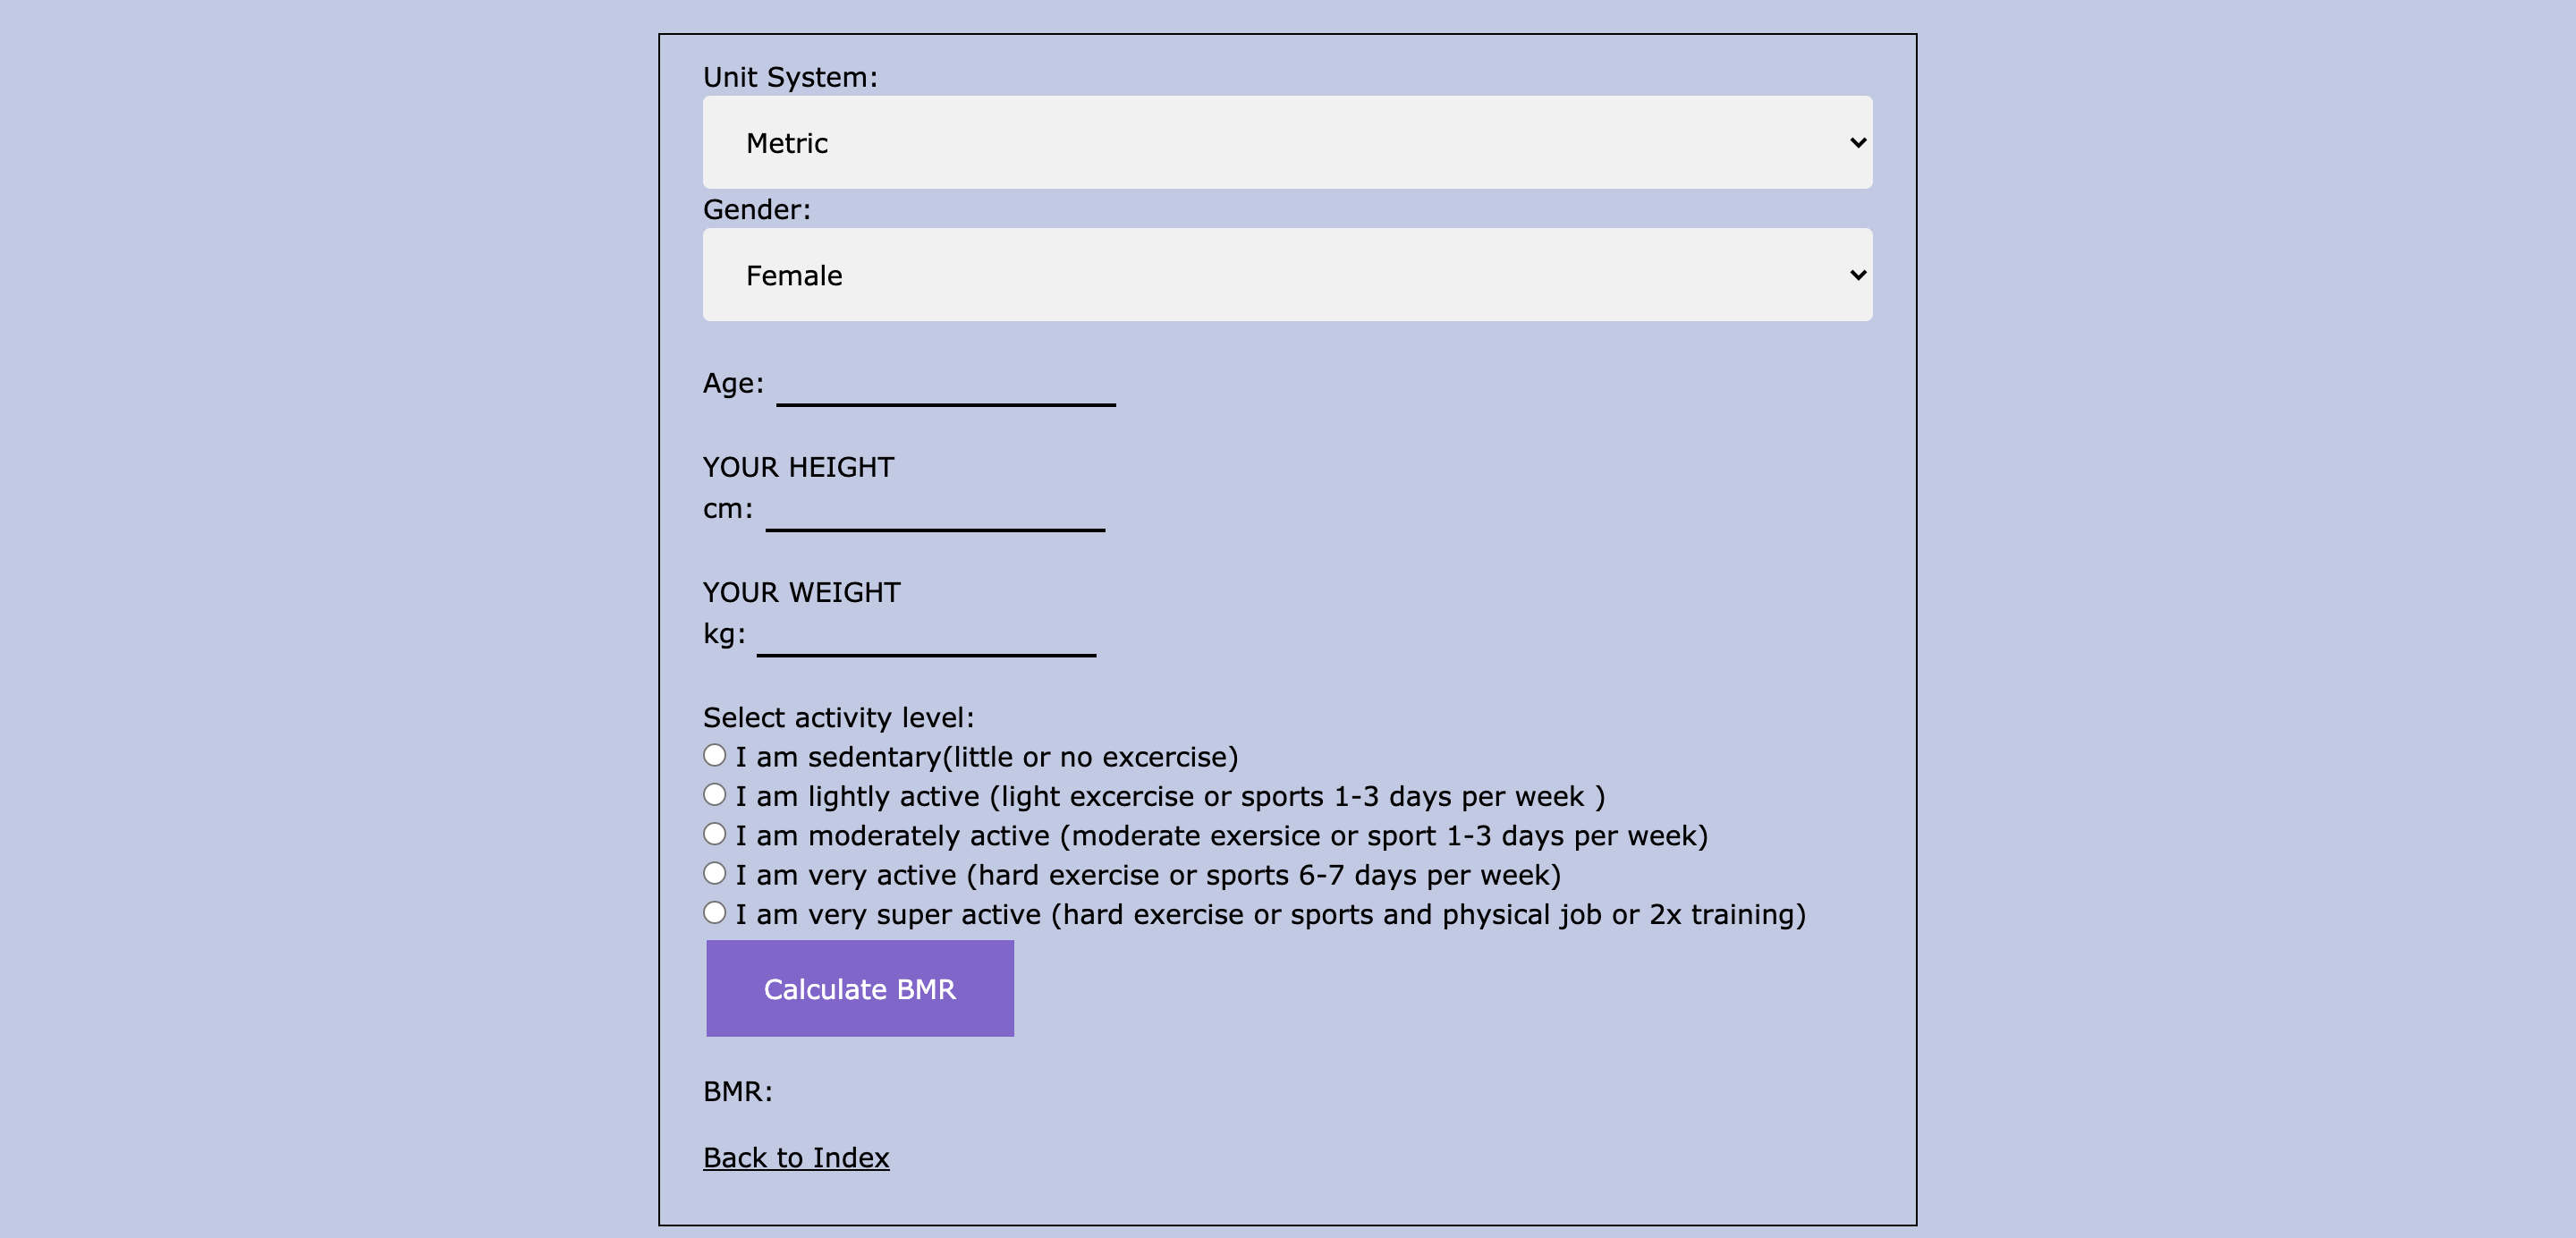 Unit System:
Metric
Gender:
Female
Age:
YOUR HEIGHT
cm:
YOUR WEIGHT
kg:
Select activity level:
I am sedentary(little or no excercise)
I am lightly active (light excercise or sports 1-3 days per week )
I am moderately active (moderate exersice or sport 1-3 days per week)
I am very active (hard exercise or sports 6-7 days per week)
I am very super active (hard exercise or sports and physical job or 2x training)
Calculate BMR
BMR:
Back to Index